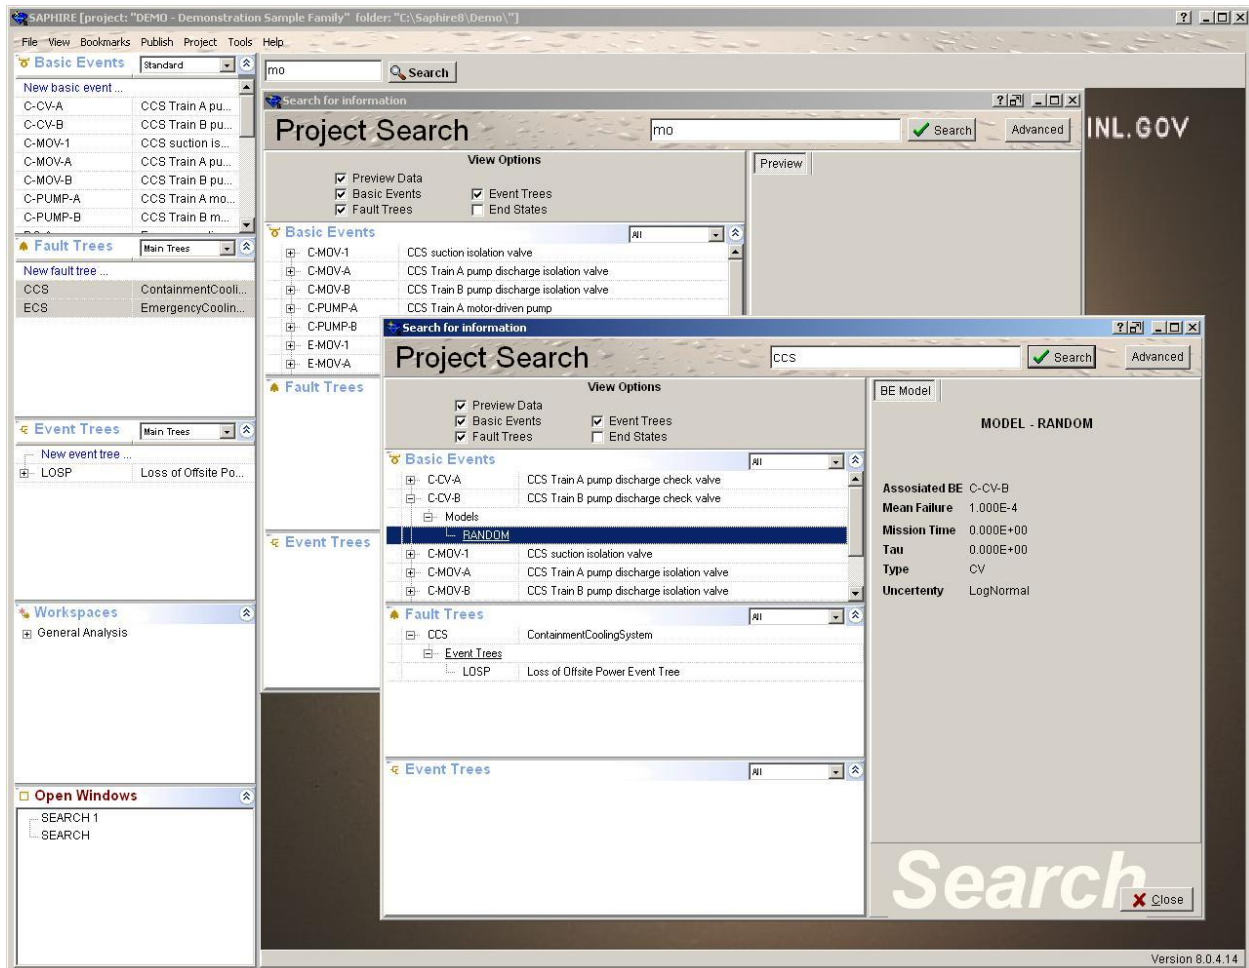 SAPHIRE [project: "DEMO - Demonstration Sample Family" folder: "C:\Saphire8\Demo\"]
File View Bookmarks Publish Project Tools Help
Basic Events Standard
New basic event ...
C-CV-A CCS Train A pu...
C-CV-B CCS Train B pu...
C-MOV-1 CCS suction is...
C-MOV-A CCS Train A pu...
C-MOV-B CCS Train B pu...
C-PUMP-A CCS Train A mo...
C-PUMP-B CCS Train B m...
Fault Trees Main Trees
New fault tree ...
CCS ContainmentCooli...
ECS EmergencyCoolin...
Event Trees Main Trees
New event tree ...
LOSP Loss of Offsite Po...
Workspaces
General Analysis
Open Windows
SEARCH 1
SEARCH
mo Search
INL.GOV
Search for information
Project Search mo Search Advanced
View Options
Preview Data
Basic Events Event Trees
Fault Trees End States
Preview
Basic Events All
C-MOV-1 CCS suction isolation valve
C-MOV-A CCS Train A pump discharge isolation valve
C-MOV-B CCS Train B pump discharge isolation valve
C-PUMP-A CCS Train A motor-driven pump
C-PUMP-B
E-MOV-1
E-MOV-A
Fault Trees
Event Trees
Search for information
Project Search ccs Search Advanced
View Options
Preview Data
Basic Events Event Trees
Fault Trees End States
Basic Events All
C-CV-A CCS Train A pump discharge check valve
C-CV-B CCS Train B pump discharge check valve
Models
RANDOM
C-MOV-1 CCS suction isolation valve
C-MOV-A CCS Train A pump discharge isolation valve
C-MOV-B CCS Train B pump discharge isolation valve
Fault Trees All
CCS ContainmentCoolingSystem
Event Trees
LOSP Loss of Offsite Power Event Tree
Event Trees All
BE Model
MODEL - RANDOM
Assosiated BE C-CV-B
Mean Failure 1.000E-4
Mission Time 0.000E+00
Tau 0.000E+00
Type CV
Uncertenty LogNormal
Search
Close
Version 8.0.4.14